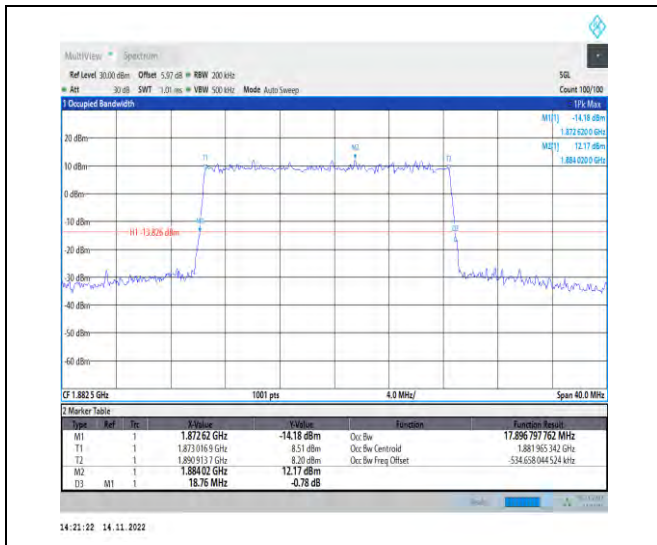 MultiView Spectrum
Ref Level 30.00 dBm Offset 5.97 dB RBW 200 kHz SGL
Att 30 dB SWT 1.01 ms VBW 500 kHz Mode Auto Sweep Count 100/100
1 Occupied Bandwidth 1Pk Max
M1[1] -14.18 dBm
1.872 620 0 GHz
M2[1] 12.17 dBm
1.884 020 0 GHz
20 dBm
M2
T1
10 dBm
0 dBm
-10 dBm
H1 -13.826 dBm
-20 dBm
-30 dBm
-40 dBm
-50 dBm
-60 dBm
CF 1.882 5 GHz 1001 pts 4.0 MHz/ Span 40.0 MHz
2 Marker Table
Type Ref Trc X-Value Y-Value Function Function Result
M1 1 1.872 62 GHz -14.18 dBm Occ Bw 17.896 797 762 MHz
T1 1 1.873 016 9 GHz 8.51 dBm Occ Bw Centroid 1.881 965 342 GHz
T2 1 1.890 913 7 GHz 8.20 dBm Occ Bw Freq Offset -534.658 044 524 kHz
M2 1 1.884 02 GHz 12.17 dBm
D3 M1 1 18.76 MHz -0.78 dB
14:21:22 14.11.2022